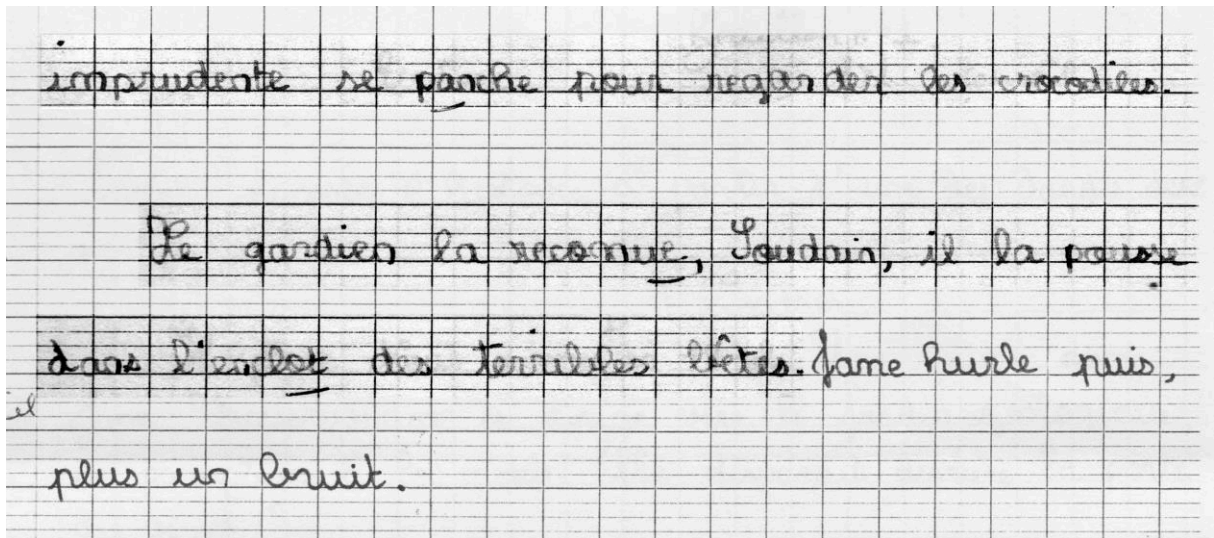 imprudente se panche pour regarder les crocodiles.
Le gardien la reconnue, Soudain, il la pousse
dans l'enclot des terribles bêtes. Jane hurle puis,
il
plus un bruit.